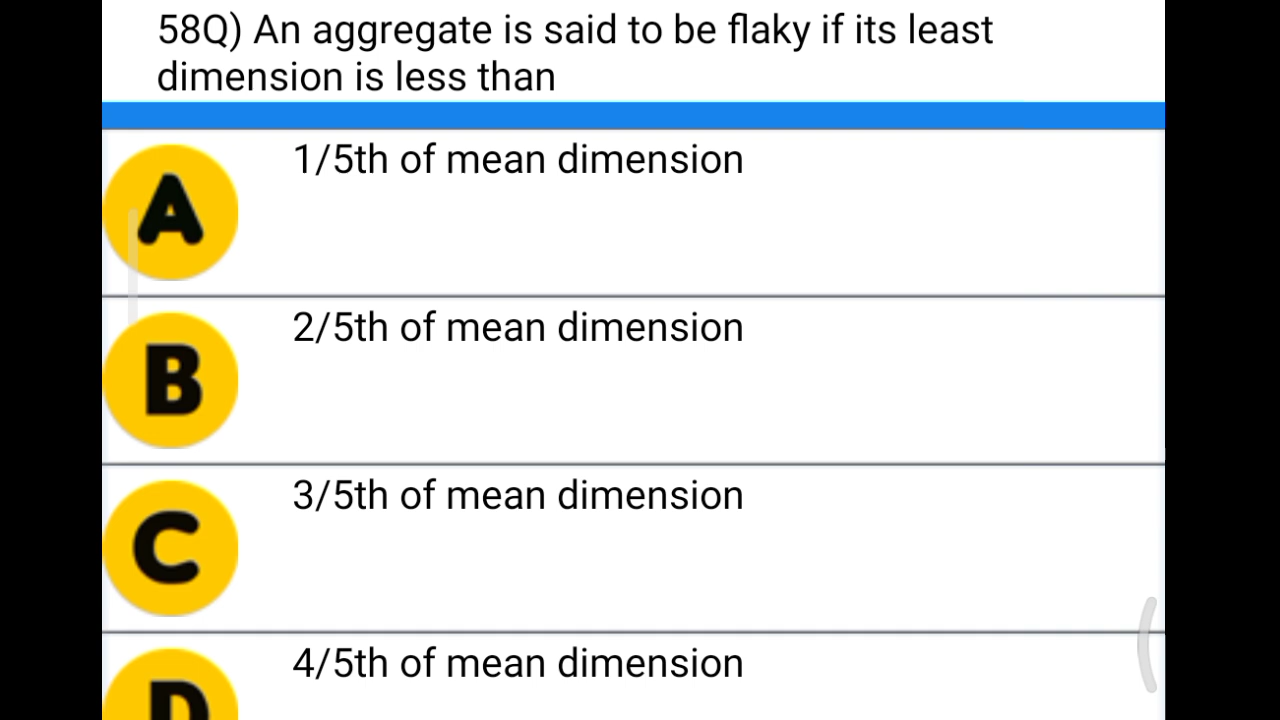 58Q) An aggregate is said to be flaky if its least
dimension is less than
A
1/5th of mean dimension
B
2/5th of mean dimension
C
3/5th of mean dimension
D
4/5th of mean dimension